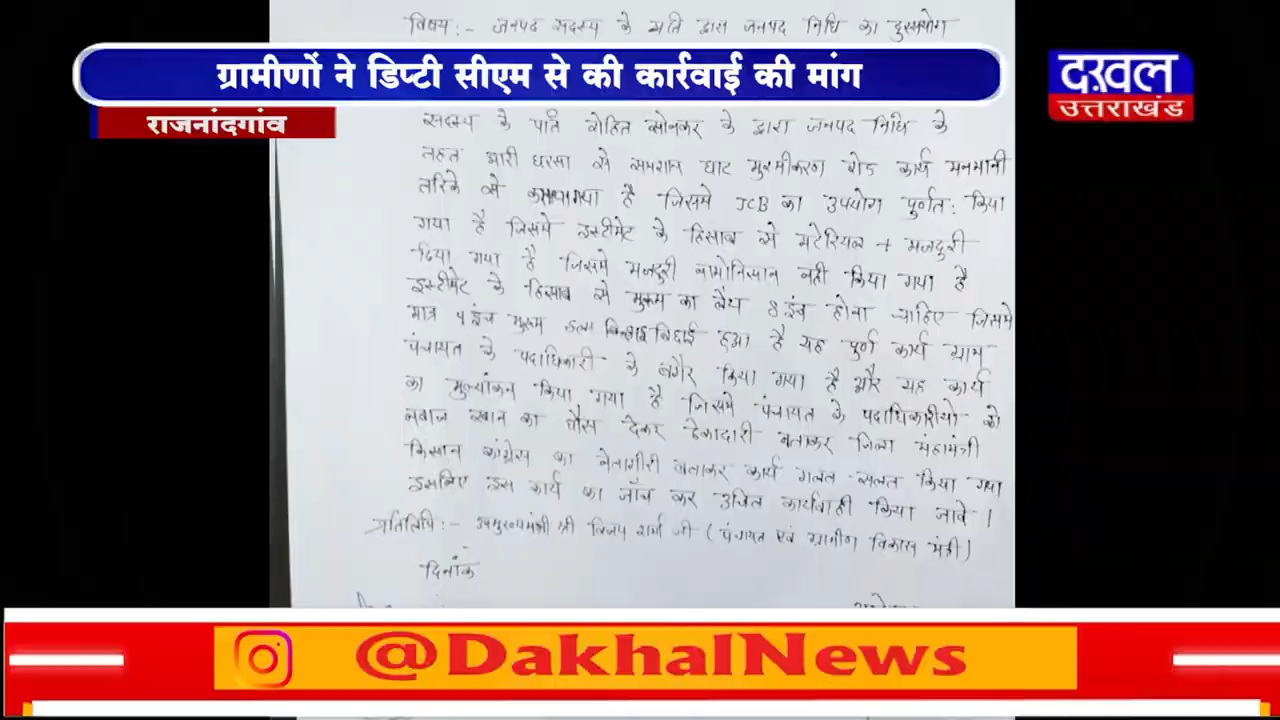 विषय:- जनपद सदस्य के पति द्वारा जनपद निधि का दुरुपयोग
ग्रामीणों ने डिप्टी सीएम से की कार्रवाई की मांग
दख़ल
उत्तराखंड
राजनांदगांव
सदस्य के पति रोहित सोनकर के द्वारा जनपद निधि के
तहत भारी घरसा से समशान घाट मुरमीकरण रोड कार्य मनमानी
तरिके से कराया गया है जिसमे JCB का उपयोग पुर्णत: किया
गया है जिसमे इस्टीमेट के हिसाब से मटेरियल + मजदुरी
दिया गया है जिसमे मजदुरी नही किया गया है
इस्टीमेट के हिसाब से मुरूम का लेयर 8 इंच होना चाहिए जिसमे
मात्र 4 इंच मुरूम बिछाई हुआ है यह पुर्ण कार्य ग्राम
पंचायत के पदाधिकारी के बगैर किया गया है और यह कार्य
का मुल्यांकन किया गया है जिसमे पंचायत के पदाधिकारीयो को
नवाज खान का धौस देकर ठेकादारी बताकर जिला महामंत्री
किसान कांग्रेस का नेतागीरी बताकर कार्य गलत सलत किया गया
इसलिए इस कार्य का जाँच कर उचित कार्यवाही किया जावे ।
प्रतिलिपि:- उपमुख्यमंत्री श्री विजय शर्मा जी ( पंचायत एवं ग्रामीण विकास मंत्री )
दिनांक
@DakhalNews